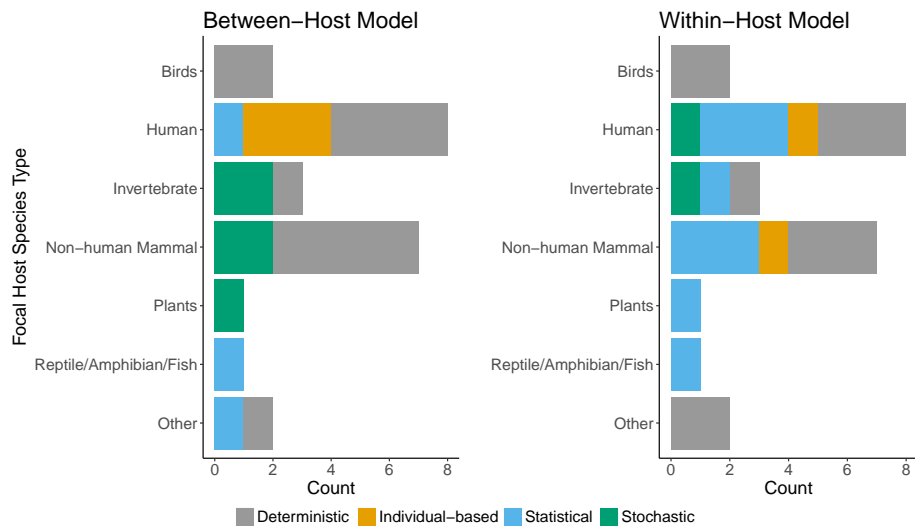 Between−Host Model
Within−Host Model
Focal Host Species Type
Birds
Human
Invertebrate
Non−human Mammal
Plants
Reptile/Amphibian/Fish
Other
0 2 4 6 8
Count
Birds
Human
Invertebrate
Non−human Mammal
Plants
Reptile/Amphibian/Fish
Other
0 2 4 6 8
Count
Deterministic Individual−based Statistical Stochastic